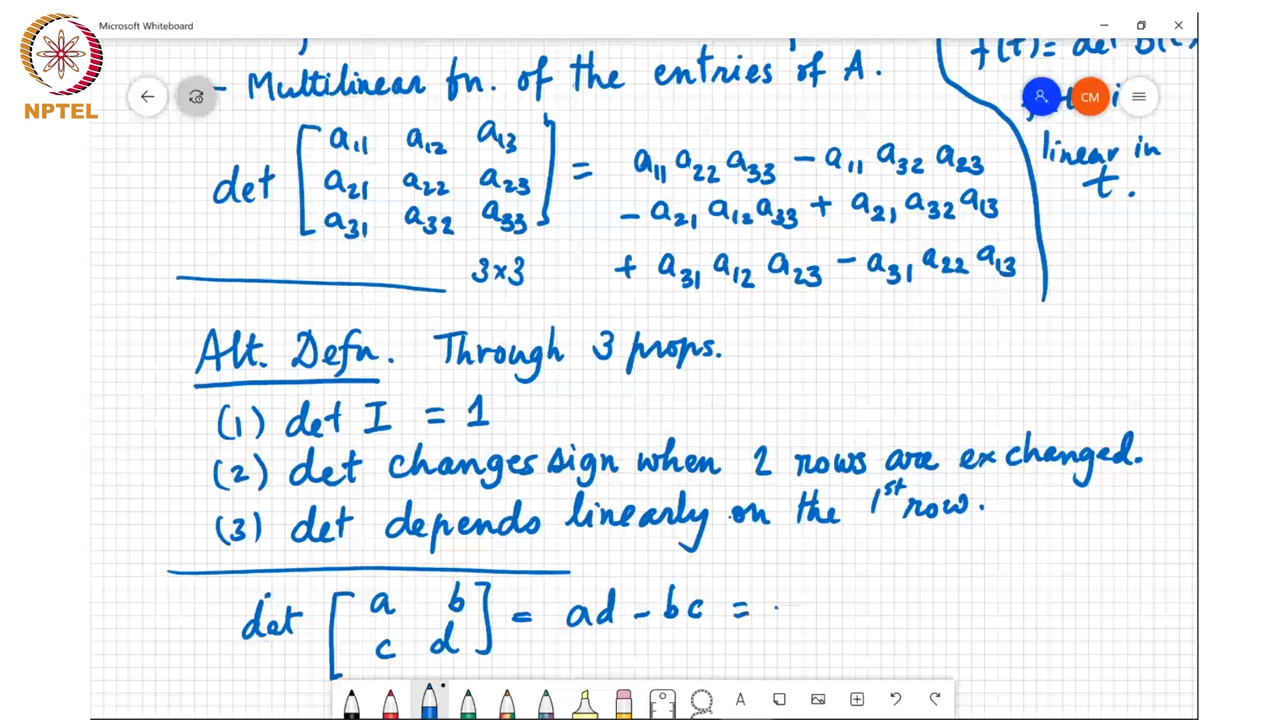 Microsoft Whiteboard
NPTEL
CM
- Multilinear fn. of the entries of A.
linear in
t.
det [ a11 a12 a13 = a11 a22 a33 - a11 a32 a23
a21 a22 a23 - a21 a12 a33 + a21 a32 a13
a31 a32 a33 ] 3×3 + a31 a12 a23 - a31 a22 a13
Alt. Defn. Through 3 props.
(1) det I = 1
(2) det changes sign when 2 rows are exchanged.
(3) det depends linearly on the 1st row.
det [ a b
c d ] = ad - bc =
A